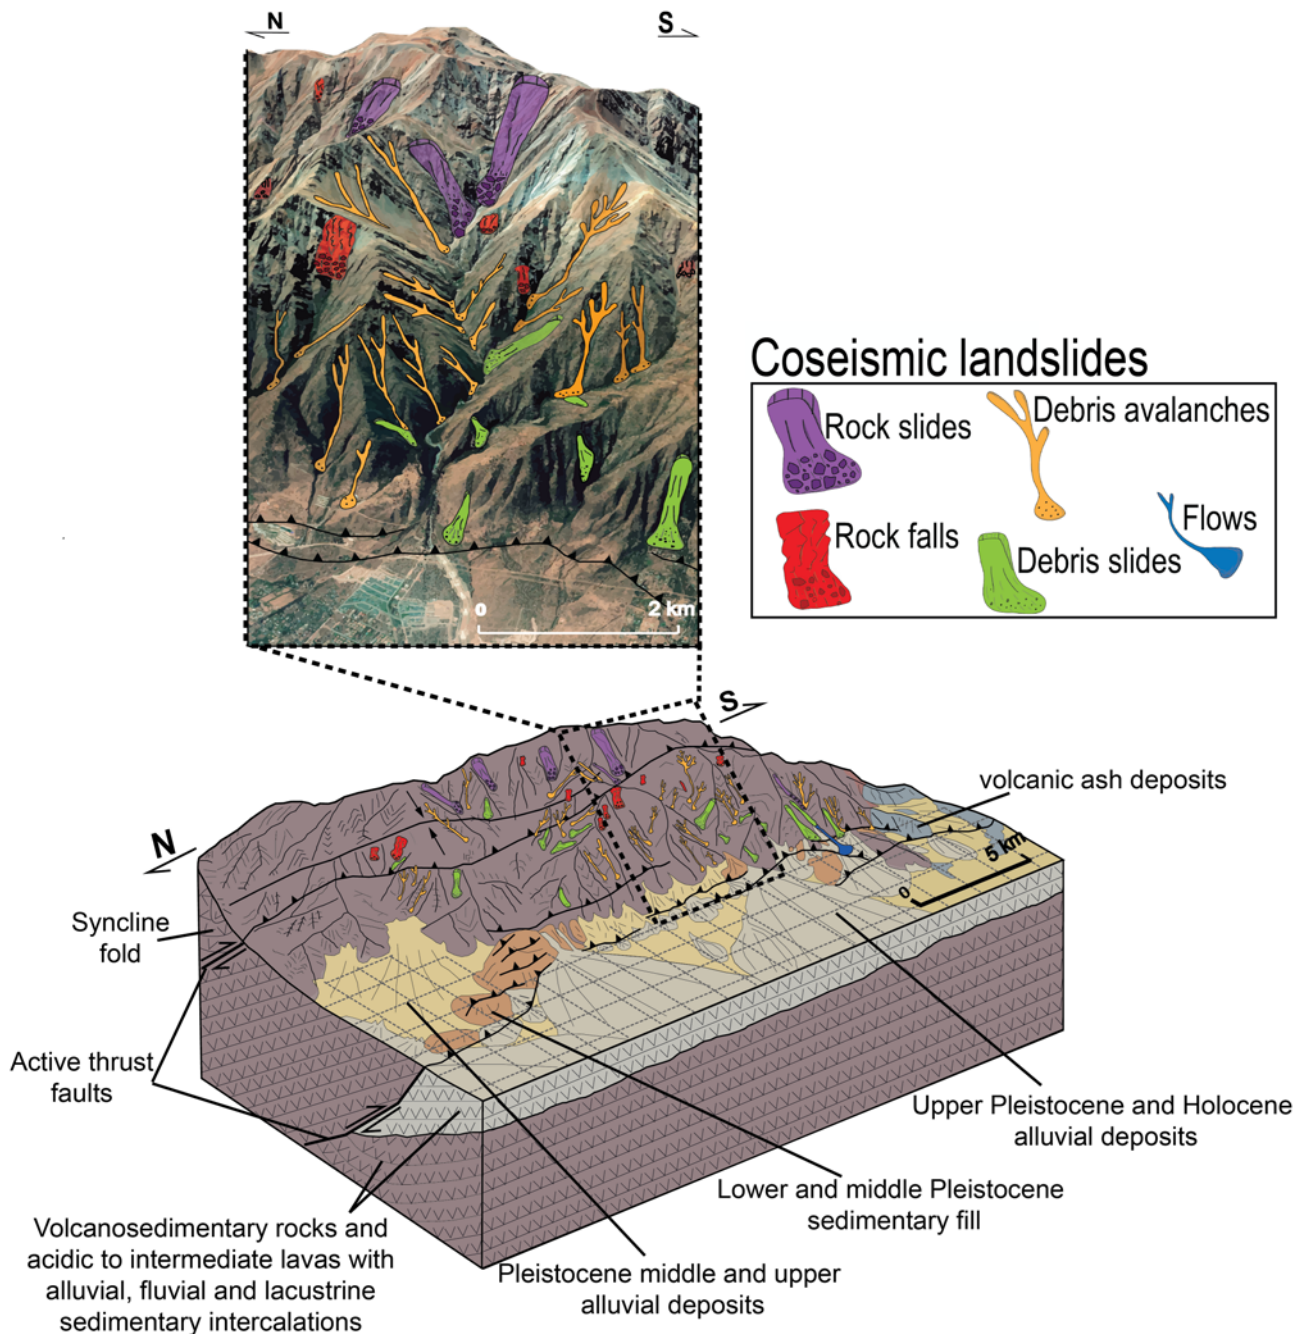 N
S
0
2 km
Coseismic landslides
Rock slides
Debris avalanches
Rock falls
Debris slides
Flows
S
N
volcanic ash deposits
0
5 km
Syncline
fold
Active thrust
faults
Upper Pleistocene and Holocene
alluvial deposits
Lower and middle Pleistocene
sedimentary fill
Pleistocene middle and upper
alluvial deposits
Volcanosedimentary rocks and
acidic to intermediate lavas with
alluvial, fluvial and lacustrine
sedimentary intercalations